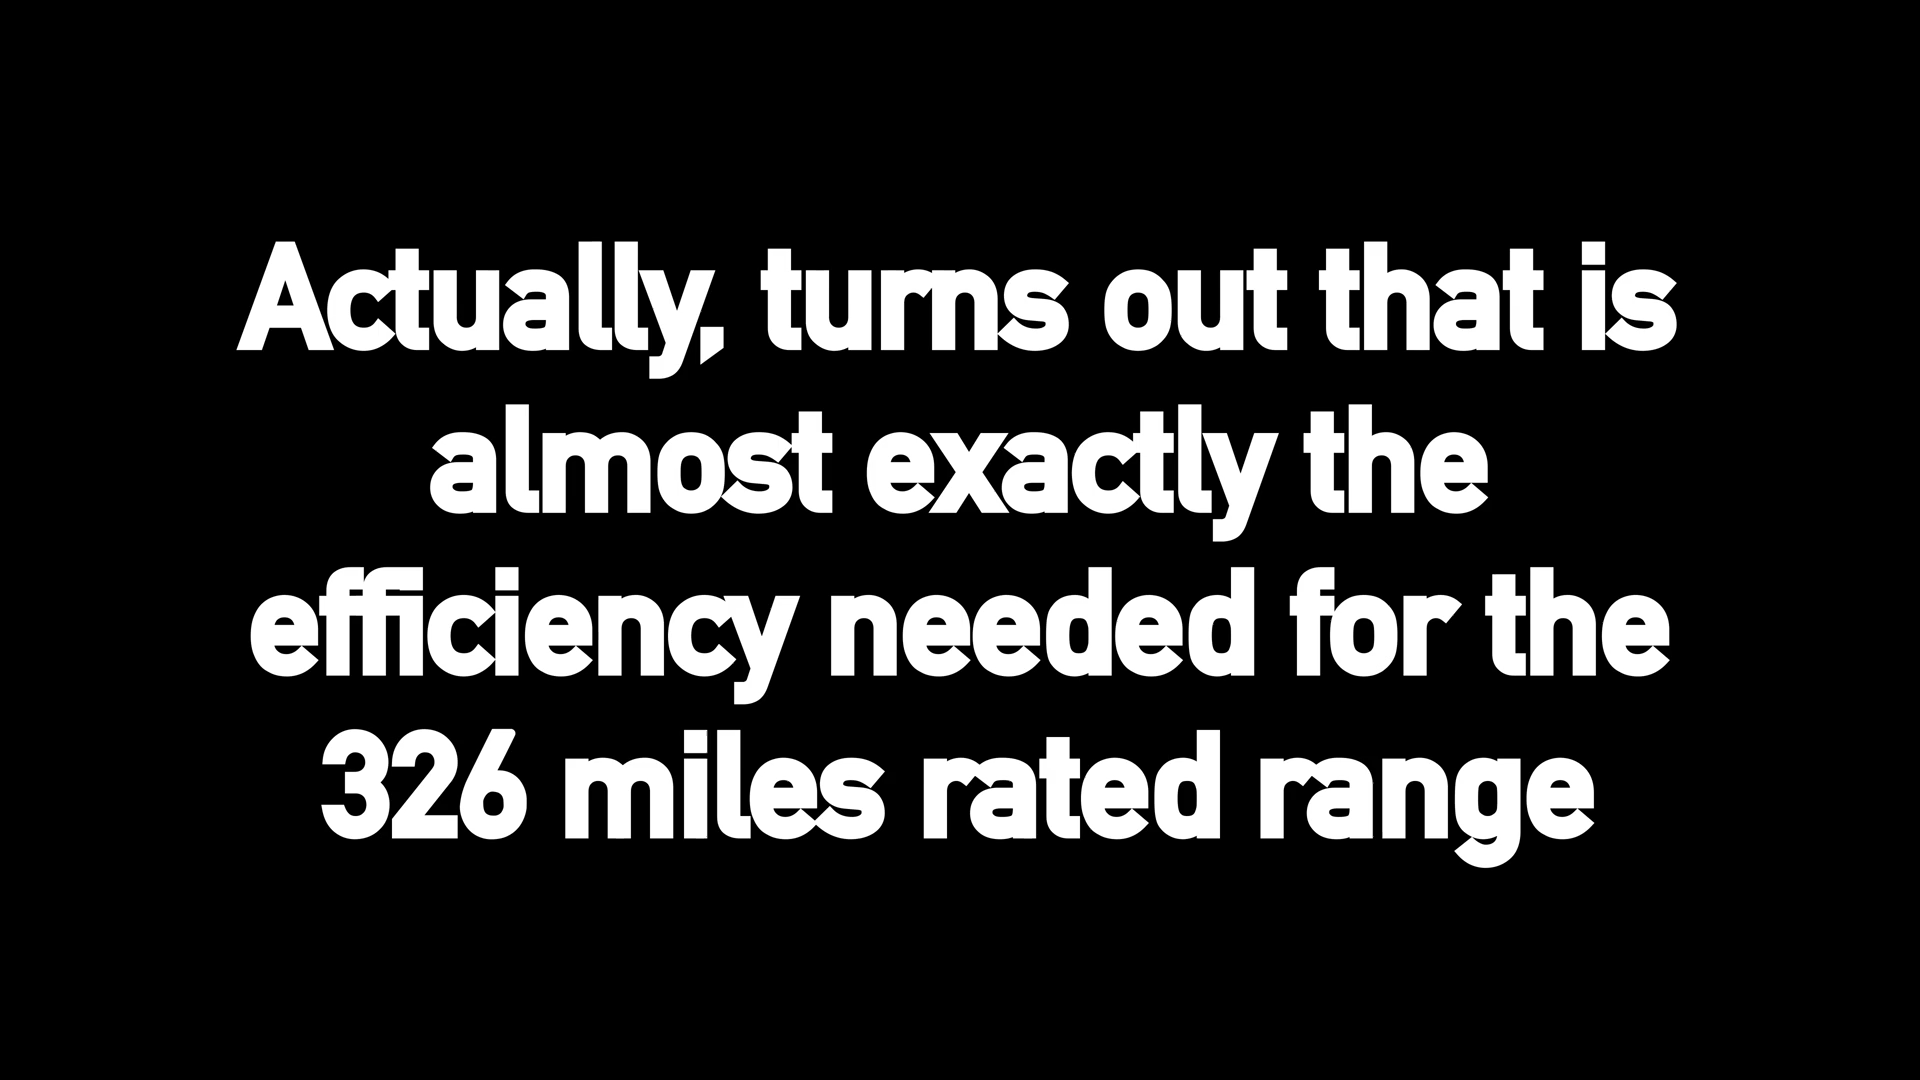 Actually, turns out that is
almost exactly the
efficiency needed for the
326 miles rated range